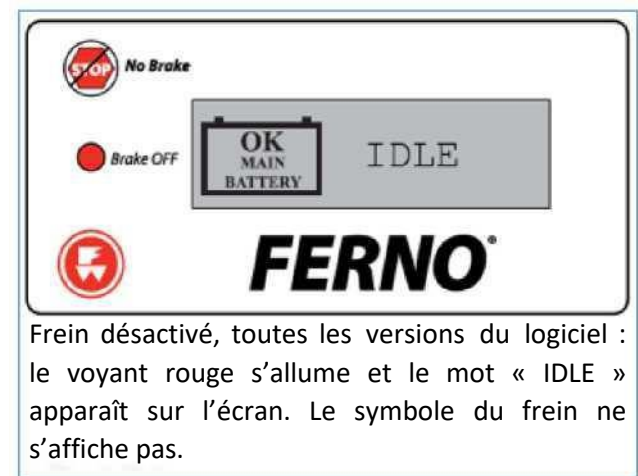 STOP
No Brake
Brake OFF
OK
MAIN
BATTERY
IDLE
FERNO®
Frein désactivé, toutes les versions du logiciel :
le voyant rouge s’allume et le mot « IDLE »
apparaît sur l’écran. Le symbole du frein ne
s’affiche pas.